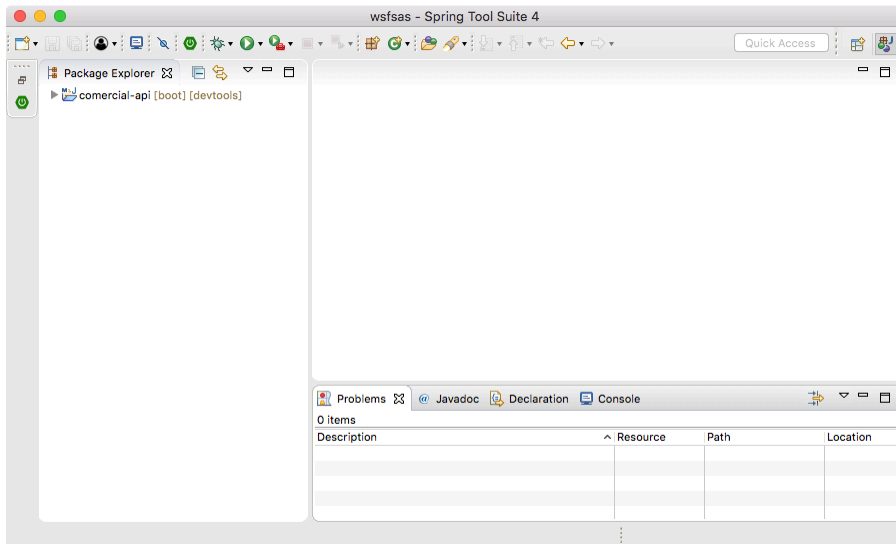 wsfsas - Spring Tool Suite 4
Quick Access
Package Explorer
comercial-api [boot] [devtools]
Problems @ Javadoc Declaration Console
0 items
Description Resource Path Location